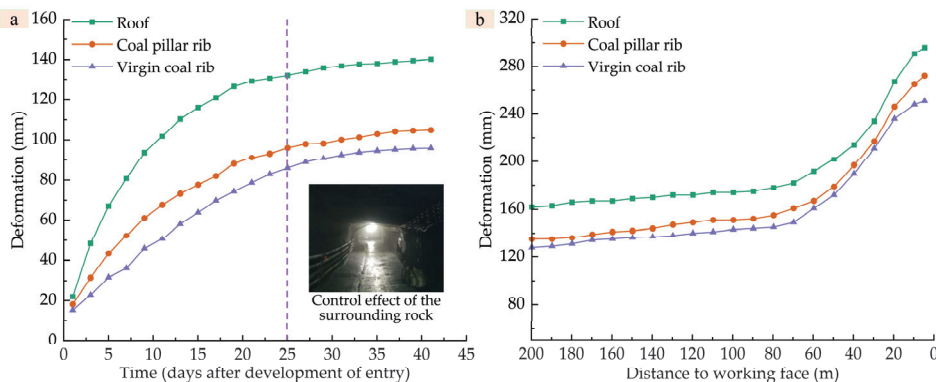 a
Roof
Coal pillar rib
Virgin coal rib
160
140
120
100
80
60
40
20
0
Deformation (mm)
0 5 10 15 20 25 30 35 40 45
Time (days after development of entry)
Control effect of the
surrounding rock
b
Roof
Coal pillar rib
Virgin coal rib
320
280
240
200
160
120
80
Deformation (mm)
200 180 160 140 120 100 80 60 40 20 0
Distance to working face (m)